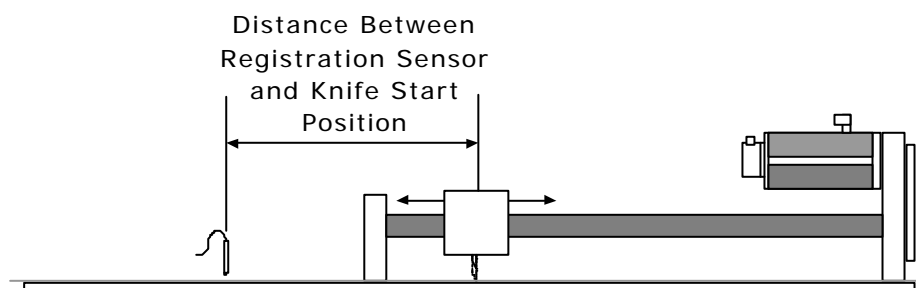 Distance Between
Registration Sensor
and Knife Start
Position